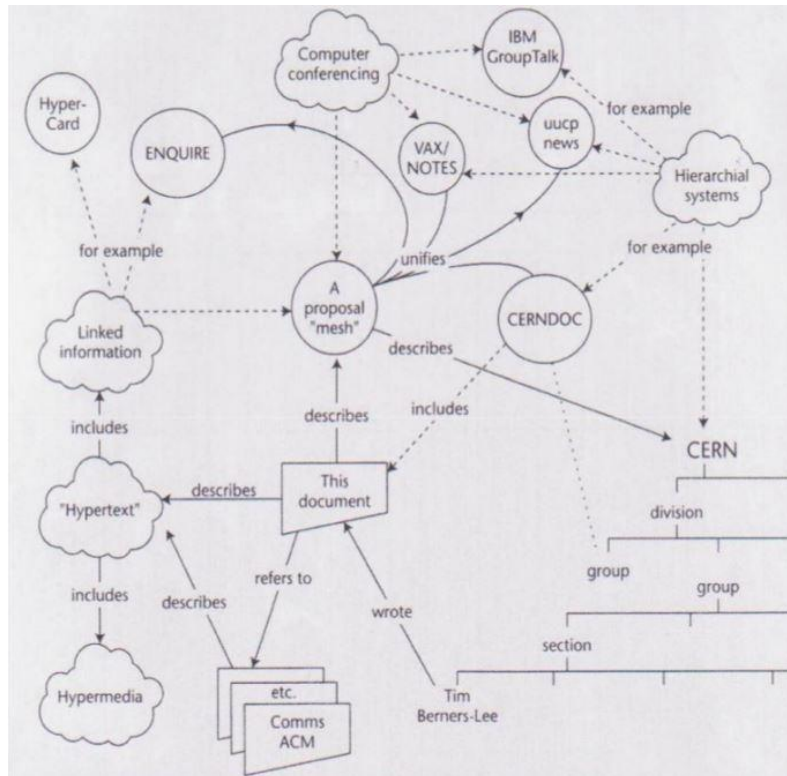 Computer
conferencing
IBM
GroupTalk
Hyper-
Card
for example
uucp
news
ENQUIRE
VAX/
NOTES
Hierarchial
systems
unifies
for example
for example
A
proposal
"mesh"
CERNDOC
Linked
information
describes
includes
describes
includes
CERN
This
document
describes
"Hypertext"
division
refers to
group
group
includes
describes
wrote
section
Hypermedia
etc.
Comms
ACM
Tim
Berners-Lee